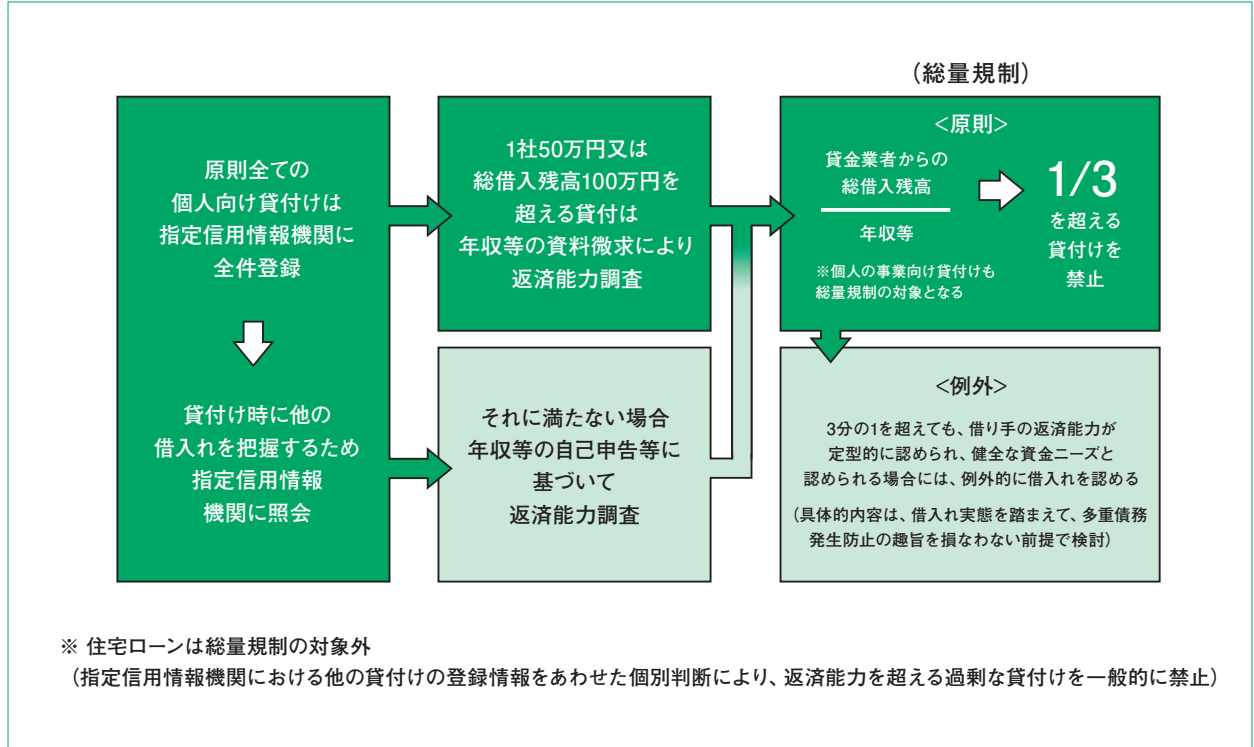 (総量規制)
原則全ての
個人向け貸付けは
指定信用情報機関に
全件登録
貸付け時に他の
借入れを把握するため
指定信用情報
機関に照会
1社50万円又は
総借入残高100万円を
超える貸付は
年収等の資料徴求により
返済能力調査
それに満たない場合
年収等の自己申告等に
基づいて
返済能力調査
<原則>
貸金業者からの
総借入残高
年収等
※個人の事業向け貸付けも
総量規制の対象となる
1/3
を超える
貸付けを
禁止
<例外>
3分の1を超えても、借り手の返済能力が
定型的に認められ、健全な資金ニーズと
認められる場合には、例外的に借入れを認める
(具体的内容は、借入れ実態を踏まえて、多重債務
発生防止の趣旨を損なわない前提で検討)
※ 住宅ローンは総量規制の対象外
(指定信用情報機関における他の貸付けの登録情報をあわせた個別判断により、返済能力を超える過剰な貸付けを一般的に禁止)